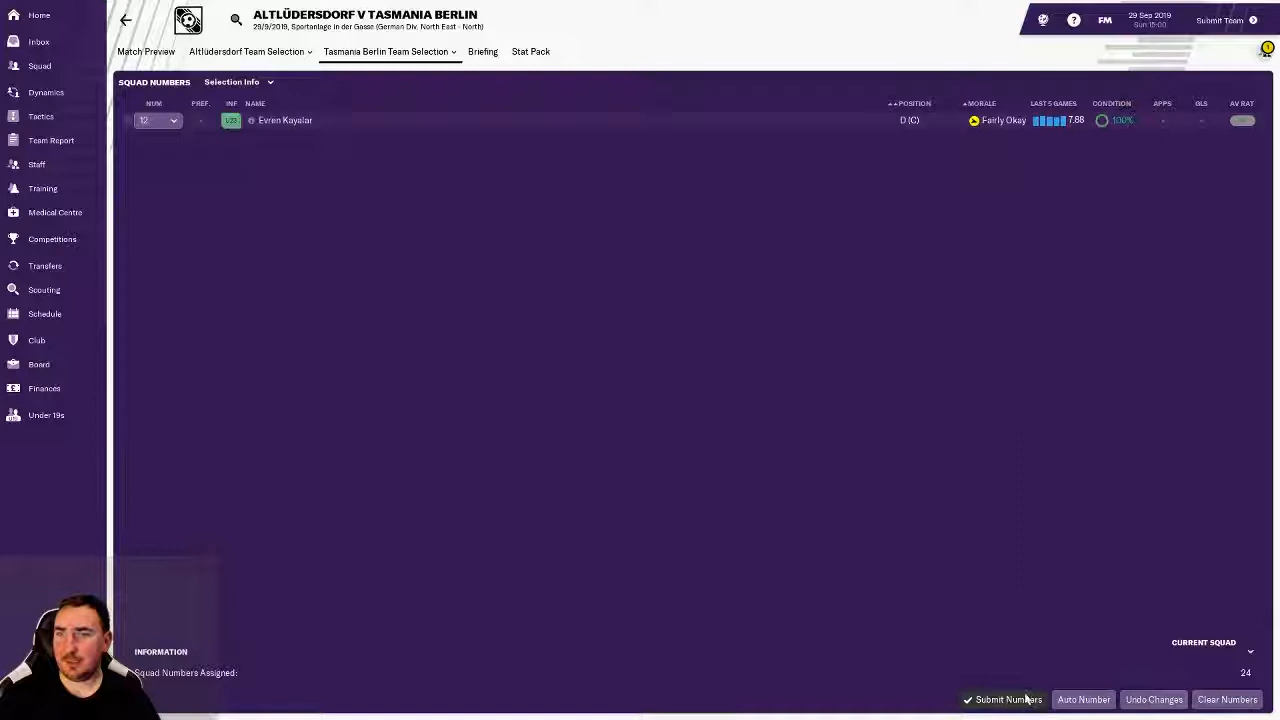 Home
Inbox
Squad
Dynamics
Tactics
Team Report
Staff
Training
Medical Centre
Competitions
Transfers
Scouting
Schedule
Club
Board
Finances
Under 19s
ALTLÜDERSDORF V TASMANIA BERLIN
29/9/2019, Sportanlage in der Gasse (German Div. North East - North)
FM
29 Sep 2019
Sun 15:00
Submit Team
Match Preview
Altlüdersdorf Team Selection
Tasmania Berlin Team Selection
Briefing
Stat Pack
SQUAD NUMBERS
Selection Info
NUM PREF. INF NAME POSITION MORALE LAST 5 GAMES CONDITION APPS GLS AV RAT
12 - U23 Evren Kayalar D (C) Fairly Okay 7.88 100% - - -
CURRENT SQUAD
INFORMATION
Squad Numbers Assigned: 24
Submit Numbers
Auto Number
Undo Changes
Clear Numbers